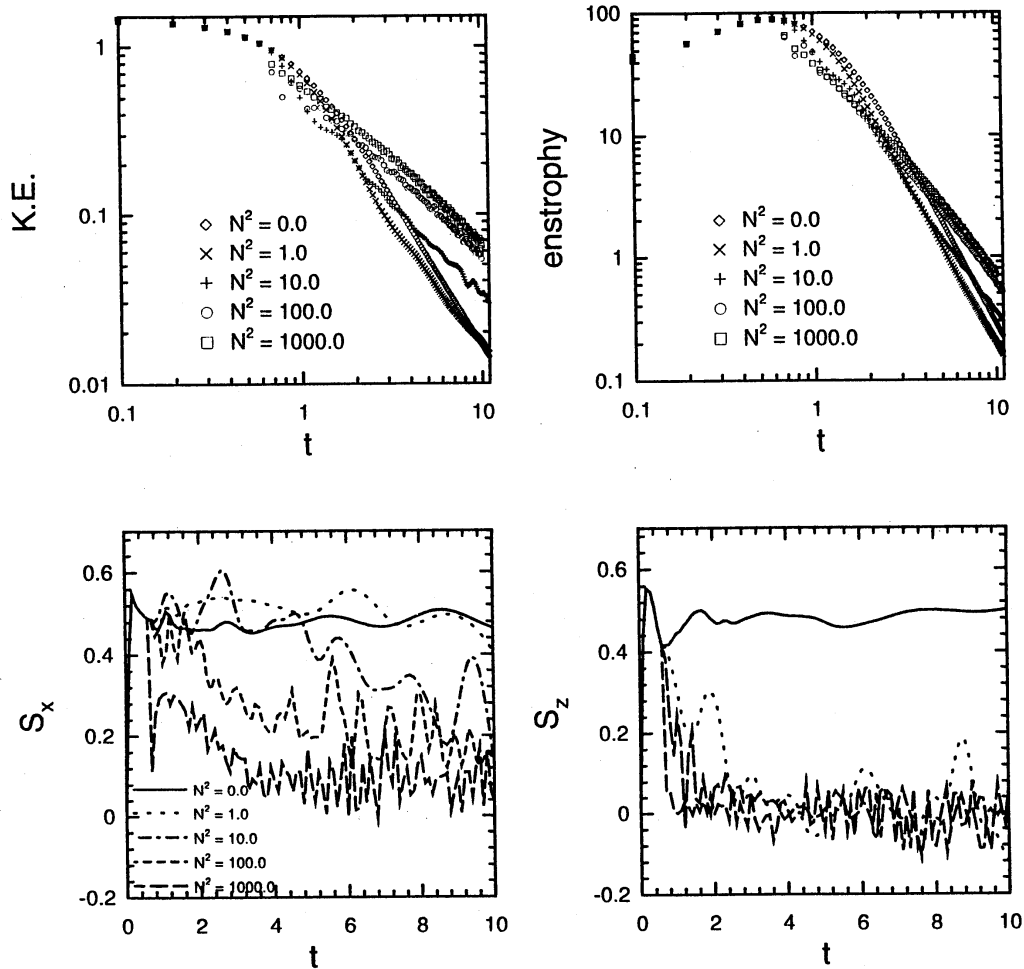 K.E.
1
0.1
0.01
N² = 0.0
N² = 1.0
N² = 10.0
N² = 100.0
N² = 1000.0
0.1
1
10
t
enstrophy
100
10
1
0.1
N² = 0.0
N² = 1.0
N² = 10.0
N² = 100.0
N² = 1000.0
0.1
1
10
t
Sx
0.6
0.4
0.2
0
-0.2
N² = 0.0
N² = 1.0
N² = 10.0
N² = 100.0
N² = 1000.0
0
2
4
6
8
10
t
Sz
0.6
0.4
0.2
0
-0.2
0
2
4
6
8
10
t